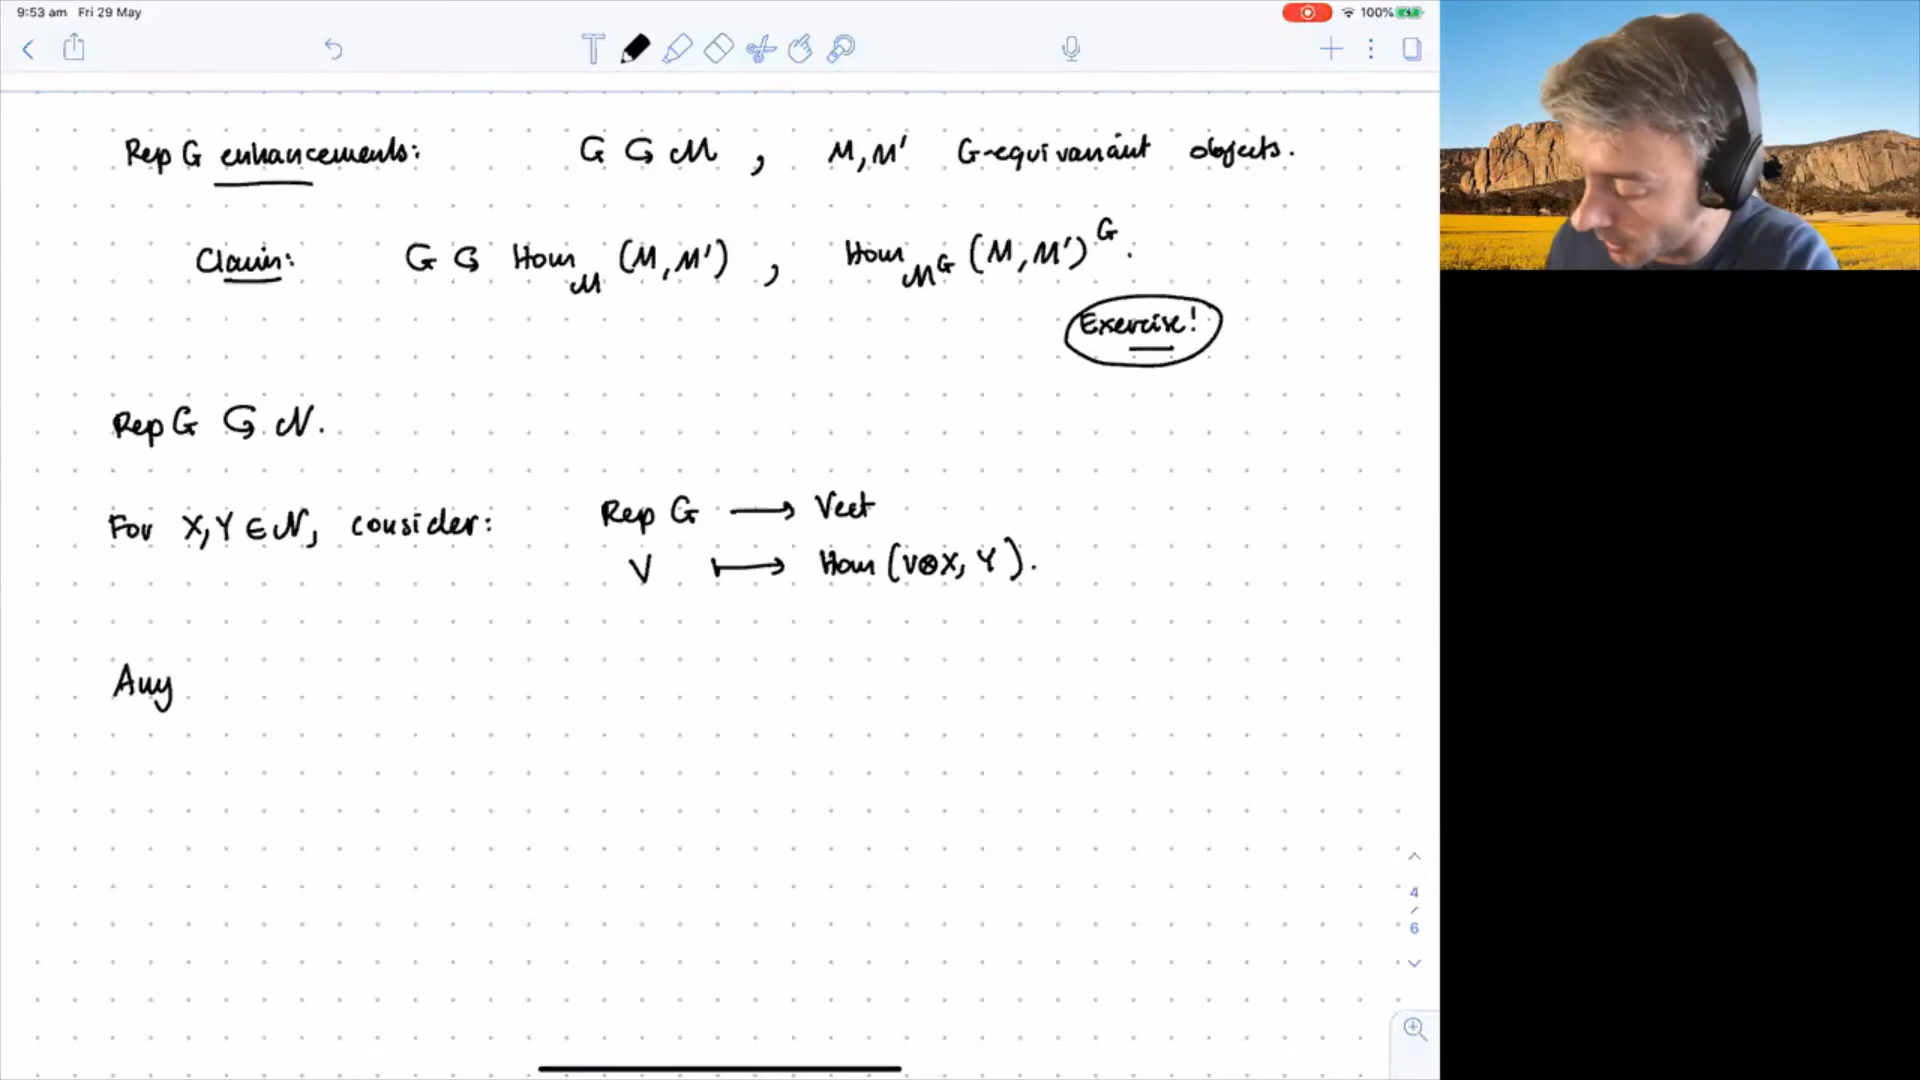 9:53 am Fri 29 May
100%
Rep G enhancements: G ↺ M, M, M' G-equivariant objects.
Claim: G ↺ Hom_M (M, M'), Hom_{M^G} (M, M')^G.
Exercise!
Rep G ↺ N.
For X, Y ∈ N, consider: Rep G ⟶ Vect
V ⟼ Hom (V⊗X, Y).
Any
4
/
6